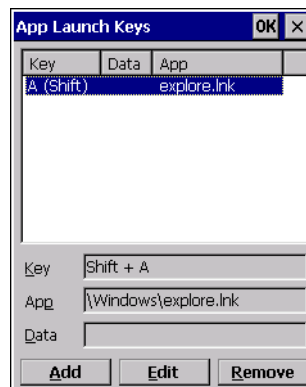 App Launch Keys OK ×
Key Data App
A (Shift) explore.lnk
Key Shift + A
App \Windows\explore.lnk
Data
Add Edit Remove